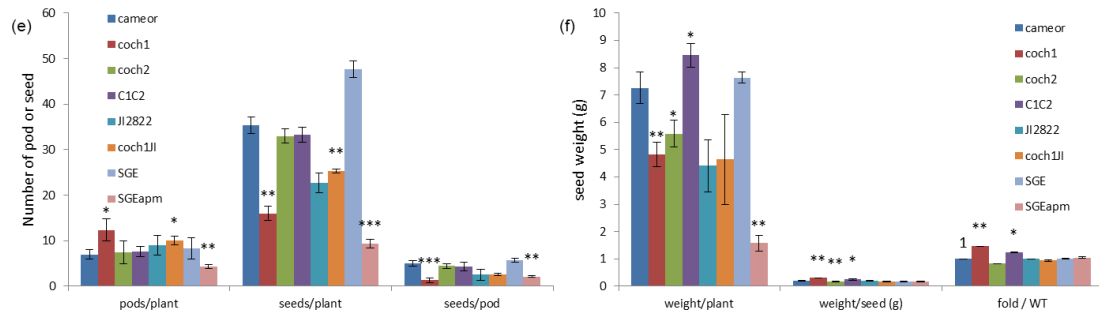 (e)
Number of pod or seed
60
50
40
30
20
10
0
cameor
coch1
coch2
C1C2
JI2822
coch1JI
SGE
SGEapm
* * **
** ** ***
*** **
pods/plant seeds/plant seeds/pod
(f)
seed weight (g)
10
9
8
7
6
5
4
3
2
1
0
cameor
coch1
coch2
C1C2
JI2822
coch1JI
SGE
SGEapm
** * * **
** ** *
1 ** *
weight/plant weight/seed (g) fold / WT